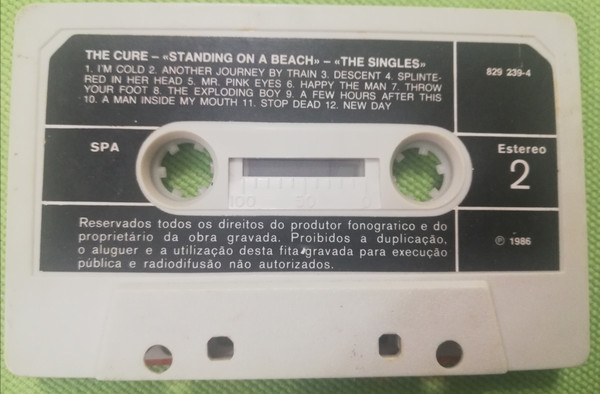 THE CURE – «STANDING ON A BEACH» – «THE SINGLES»
1. I'M COLD 2. ANOTHER JOURNEY BY TRAIN 3. DESCENT 4. SPLINTE-
RED IN HER HEAD 5. MR. PINK EYES 6. HAPPY THE MAN 7. THROW
YOUR FOOT 8. THE EXPLODING BOY 9. A FEW HOURS AFTER THIS
10. A MAN INSIDE MY MOUTH 11. STOP DEAD 12. NEW DAY
829 239-4
SPA
Estereo
2
100 50 0
Reservados todos os direitos do produtor fonografico e do
proprietário da obra gravada. Proibidos a duplicação,
o aluguer e a utilização desta fita gravada para execução
pública e radiodifusão não autorizados.
℗ 1986